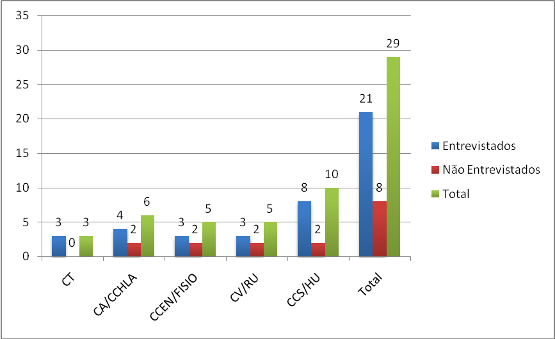 35
30
25
20
15
10
5
0
3
0
3
4
2
6
3
2
5
3
2
5
8
2
10
21
8
29
CT
CA/CCHLA
CCEN/FISIO
CV/RU
CCS/HU
Total
Entrevistados
Não Entrevistados
Total